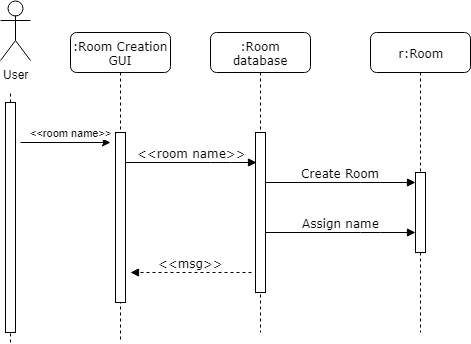 :Room Creation
GUI
:Room
database
r:Room
User
<<room name>>
<<room name>>
Create Room
Assign name
<<msg>>